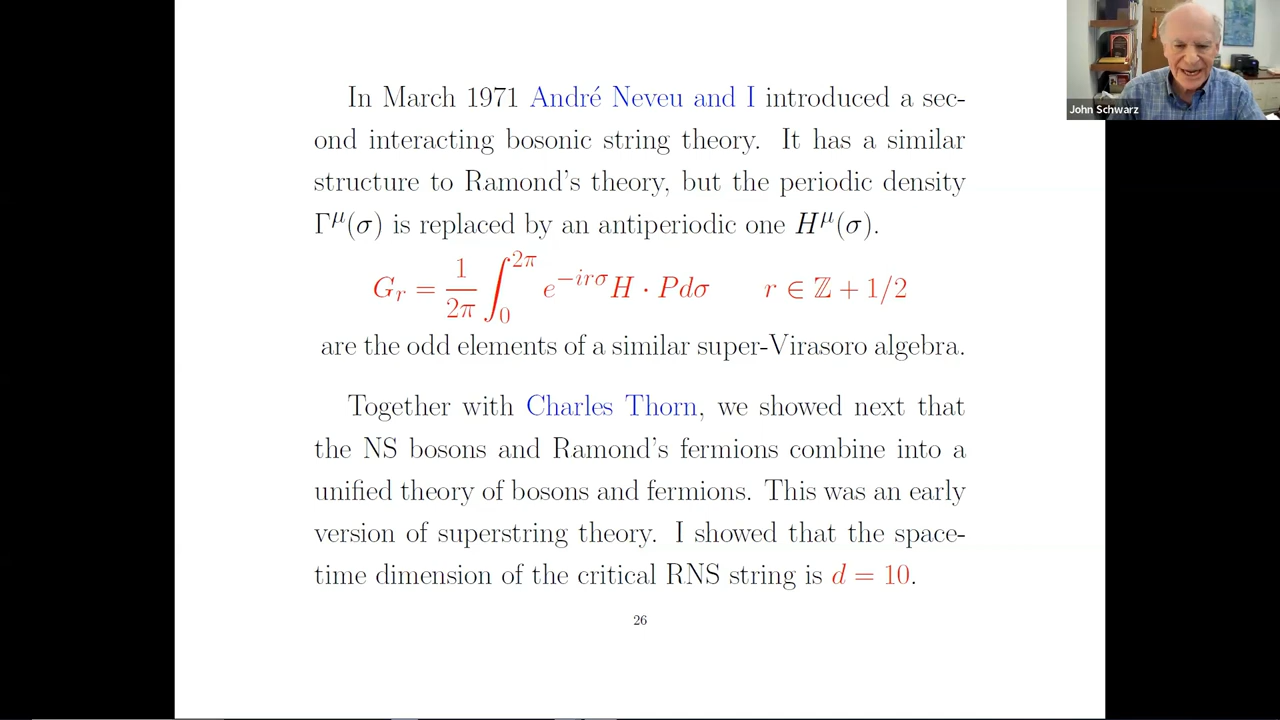 In March 1971 André Neveu and I introduced a sec-
ond interacting bosonic string theory. It has a similar
structure to Ramond's theory, but the periodic density
Γ^μ(σ) is replaced by an antiperiodic one H^μ(σ).
G_r = \frac{1}{2π} ∫_0^{2π} e^{-irσ} H · P dσ   r ∈ ℤ + 1/2
are the odd elements of a similar super-Virasoro algebra.
Together with Charles Thorn, we showed next that
the NS bosons and Ramond's fermions combine into a
unified theory of bosons and fermions. This was an early
version of superstring theory. I showed that the space-
time dimension of the critical RNS string is d = 10.
26
John Schwarz